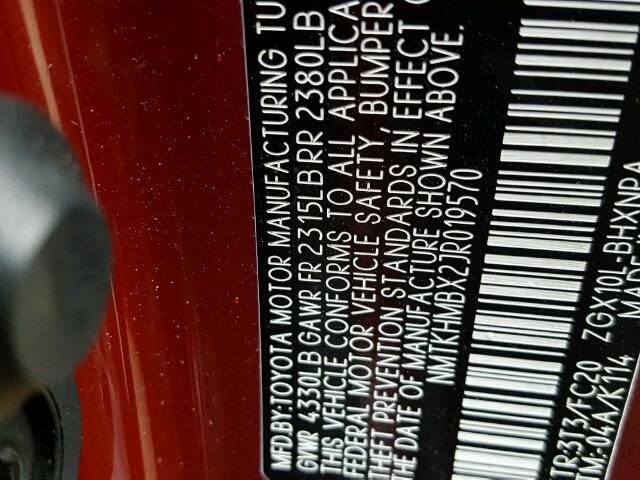 MFD.BY:TOYOTA MOTOR MANUFACTURING TU
GVWR 4330LB GAWR FR 2315LB RR 2380LB
THIS VEHICLE CONFORMS TO ALL APPLICA
FEDERAL MOTOR VEHICLE SAFETY, BUMPER
THEFT PREVENTION STANDARDS IN EFFECT
DATE OF MANUFACTURE SHOWN ABOVE.
NMTKHMBX2JR019570
TR:3T3/FC20 ZGX10L-BHXNPA
TM:04A/K114 MADE